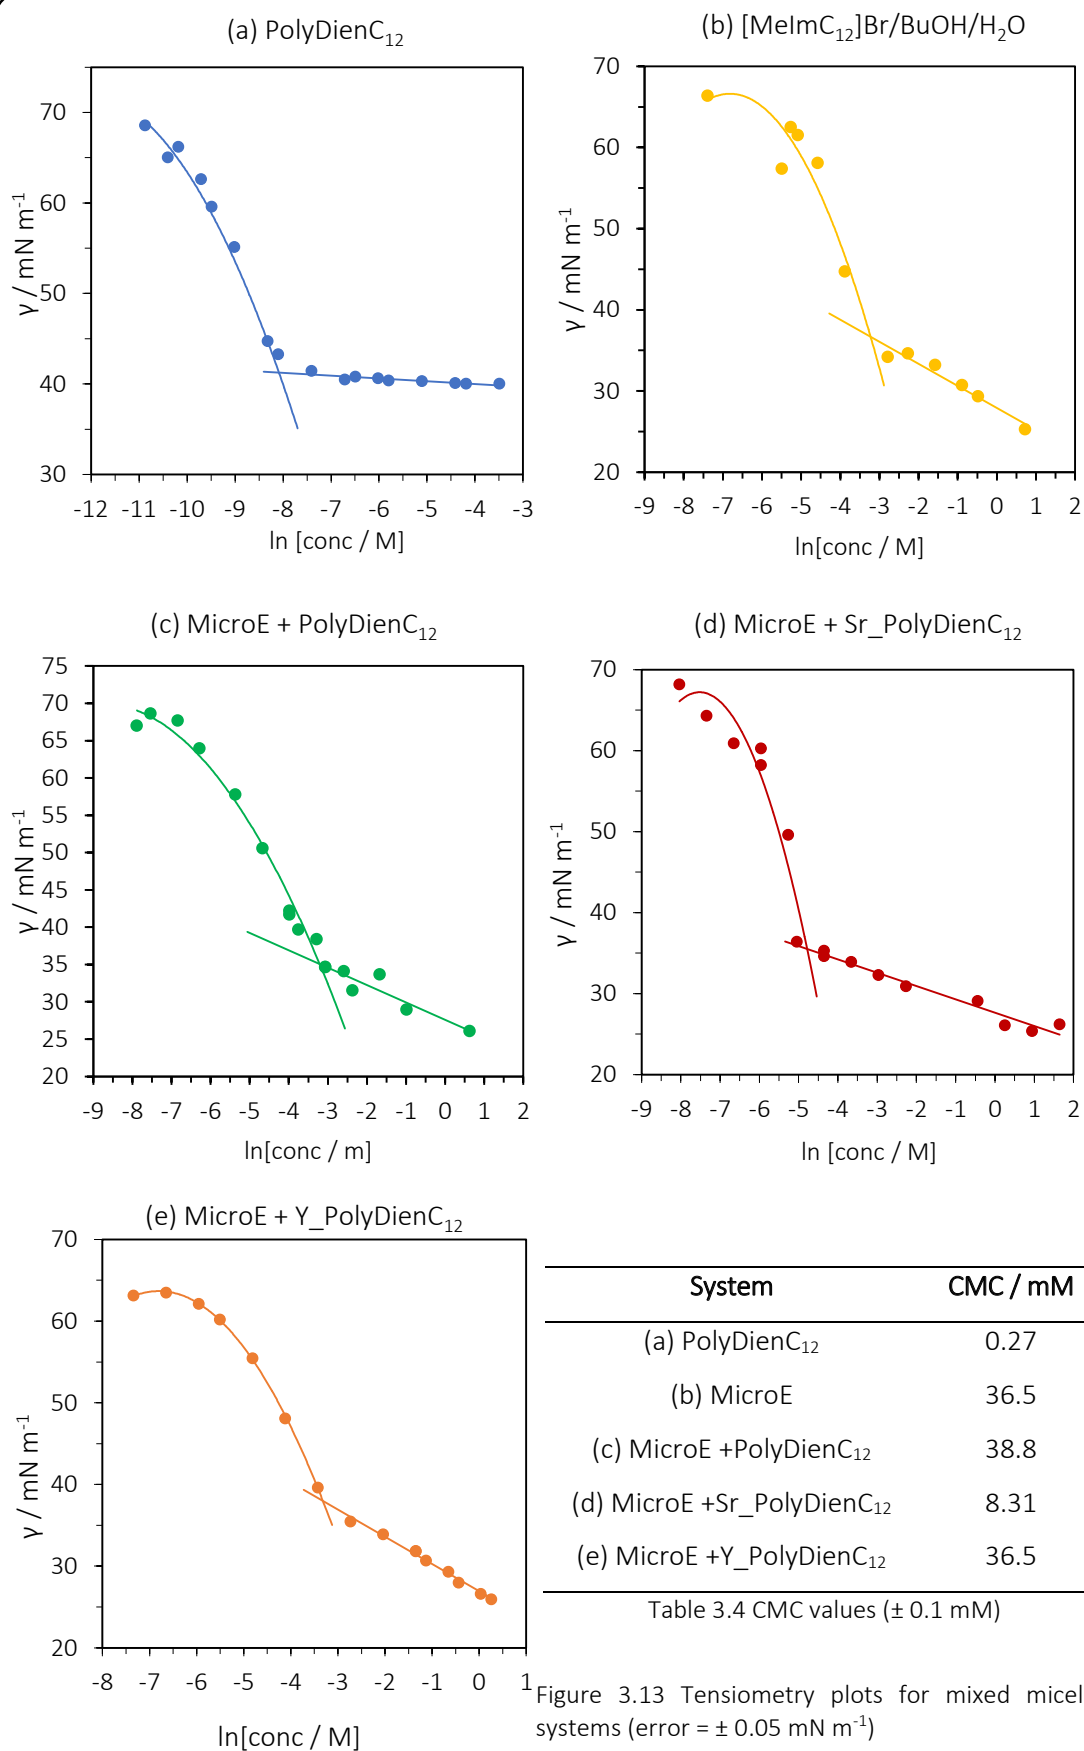 (a) PolyDienC₁₂
70
60
50
40
30
γ / mN m⁻¹
-12 -11 -10 -9 -8 -7 -6 -5 -4 -3
ln [conc / M]
(b) [MeImC₁₂]Br/BuOH/H₂O
70
60
50
40
30
20
γ / mN m⁻¹
-9 -8 -7 -6 -5 -4 -3 -2 -1 0 1 2
ln[conc / M]
(c) MicroE + PolyDienC₁₂
75
70
65
60
55
50
45
40
35
30
25
20
γ / mN m⁻¹
-9 -8 -7 -6 -5 -4 -3 -2 -1 0 1 2
ln[conc / m]
(d) MicroE + Sr_PolyDienC₁₂
70
60
50
40
30
20
γ / mN m⁻¹
-9 -8 -7 -6 -5 -4 -3 -2 -1 0 1 2
ln [conc / M]
(e) MicroE + Y_PolyDienC₁₂
70
60
50
40
30
20
γ / mN m⁻¹
-8 -7 -6 -5 -4 -3 -2 -1 0 1
ln[conc / M]
System CMC / mM
(a) PolyDienC₁₂ 0.27
(b) MicroE 36.5
(c) MicroE +PolyDienC₁₂ 38.8
(d) MicroE +Sr_PolyDienC₁₂ 8.31
(e) MicroE +Y_PolyDienC₁₂ 36.5
Table 3.4 CMC values (± 0.1 mM)
Figure 3.13 Tensiometry plots for mixed micel
systems (error = ± 0.05 mN m⁻¹)